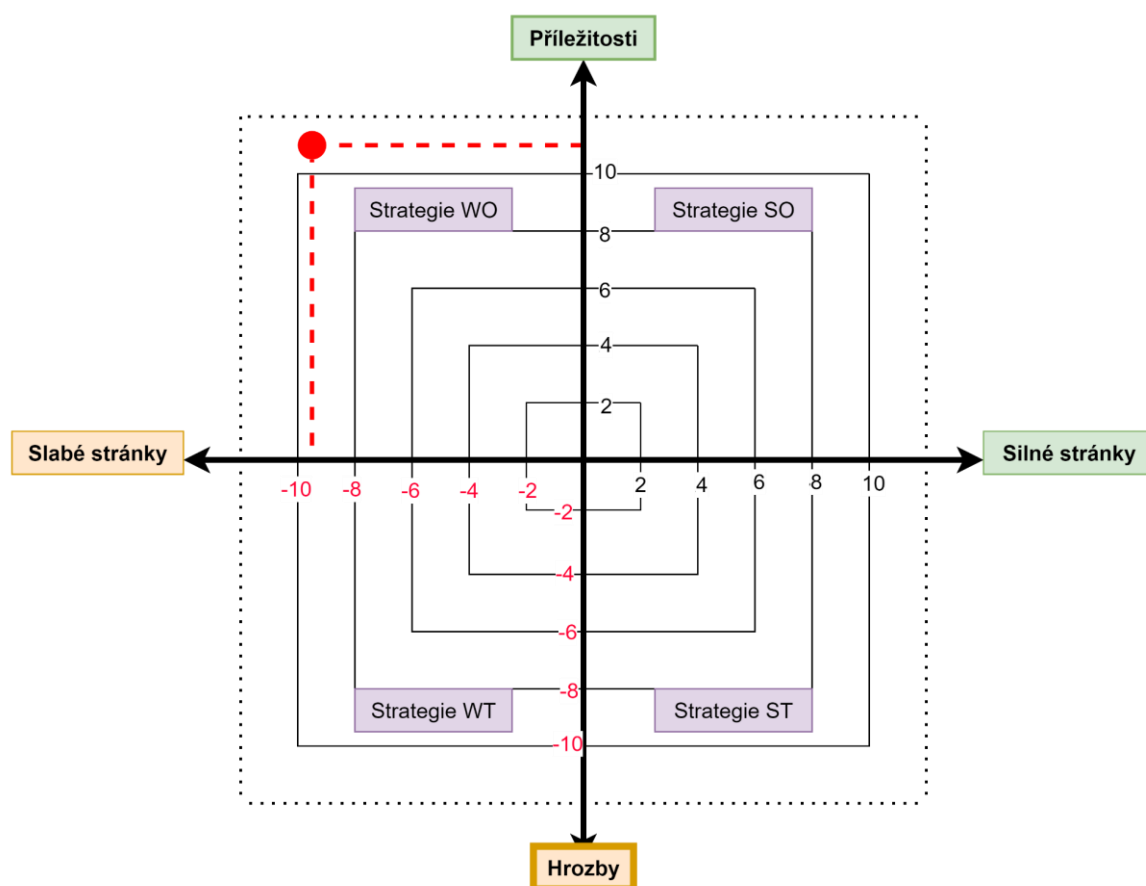 Příležitosti
10
Strategie WO
Strategie SO
8
6
4
2
Slabé stránky
Silné stránky
-10
-8
-6
-4
-2
2
4
6
8
10
-2
-4
-6
-8
Strategie WT
Strategie ST
-10
Hrozby